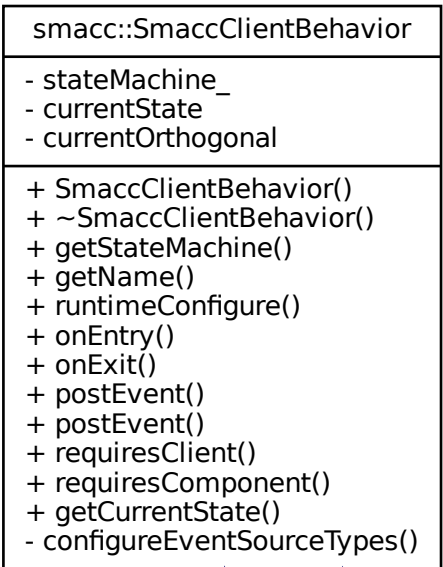 smacc::SmaccClientBehavior
- stateMachine_
- currentState
- currentOrthogonal
+ SmaccClientBehavior()
+ ~SmaccClientBehavior()
+ getStateMachine()
+ getName()
+ runtimeConfigure()
+ onEntry()
+ onExit()
+ postEvent()
+ postEvent()
+ requiresClient()
+ requiresComponent()
+ getCurrentState()
- configureEventSourceTypes()